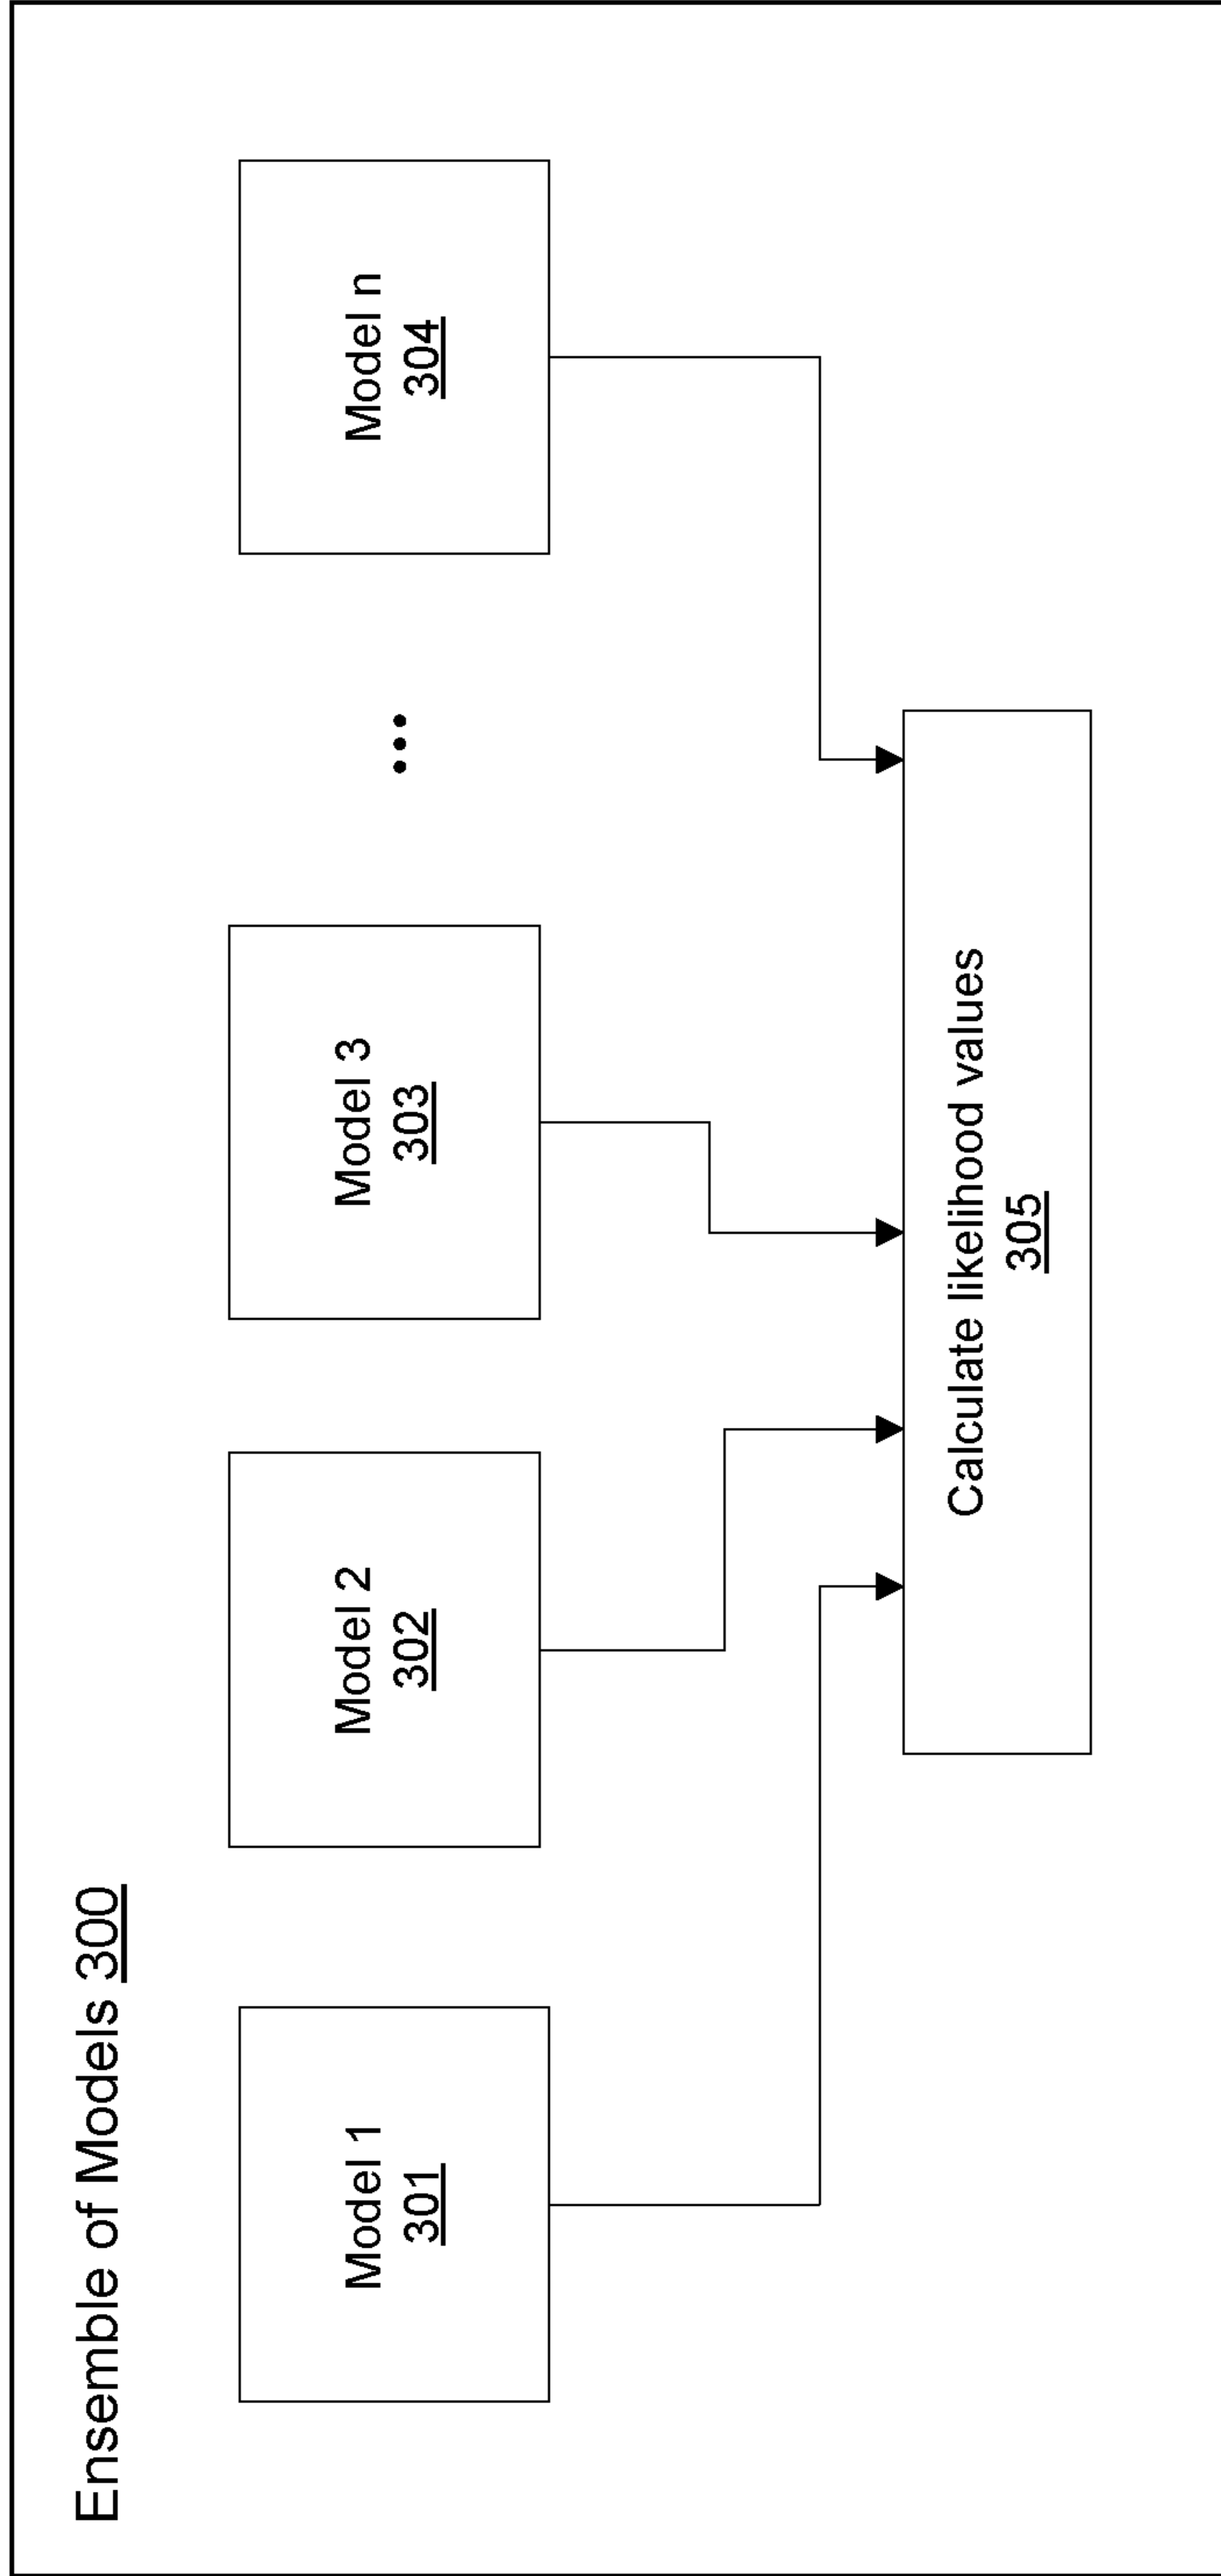 Ensemble of Models 300
Model 1
301
Model 2
302
Model 3
303
...
Model n
304
Calculate likelihood values
305